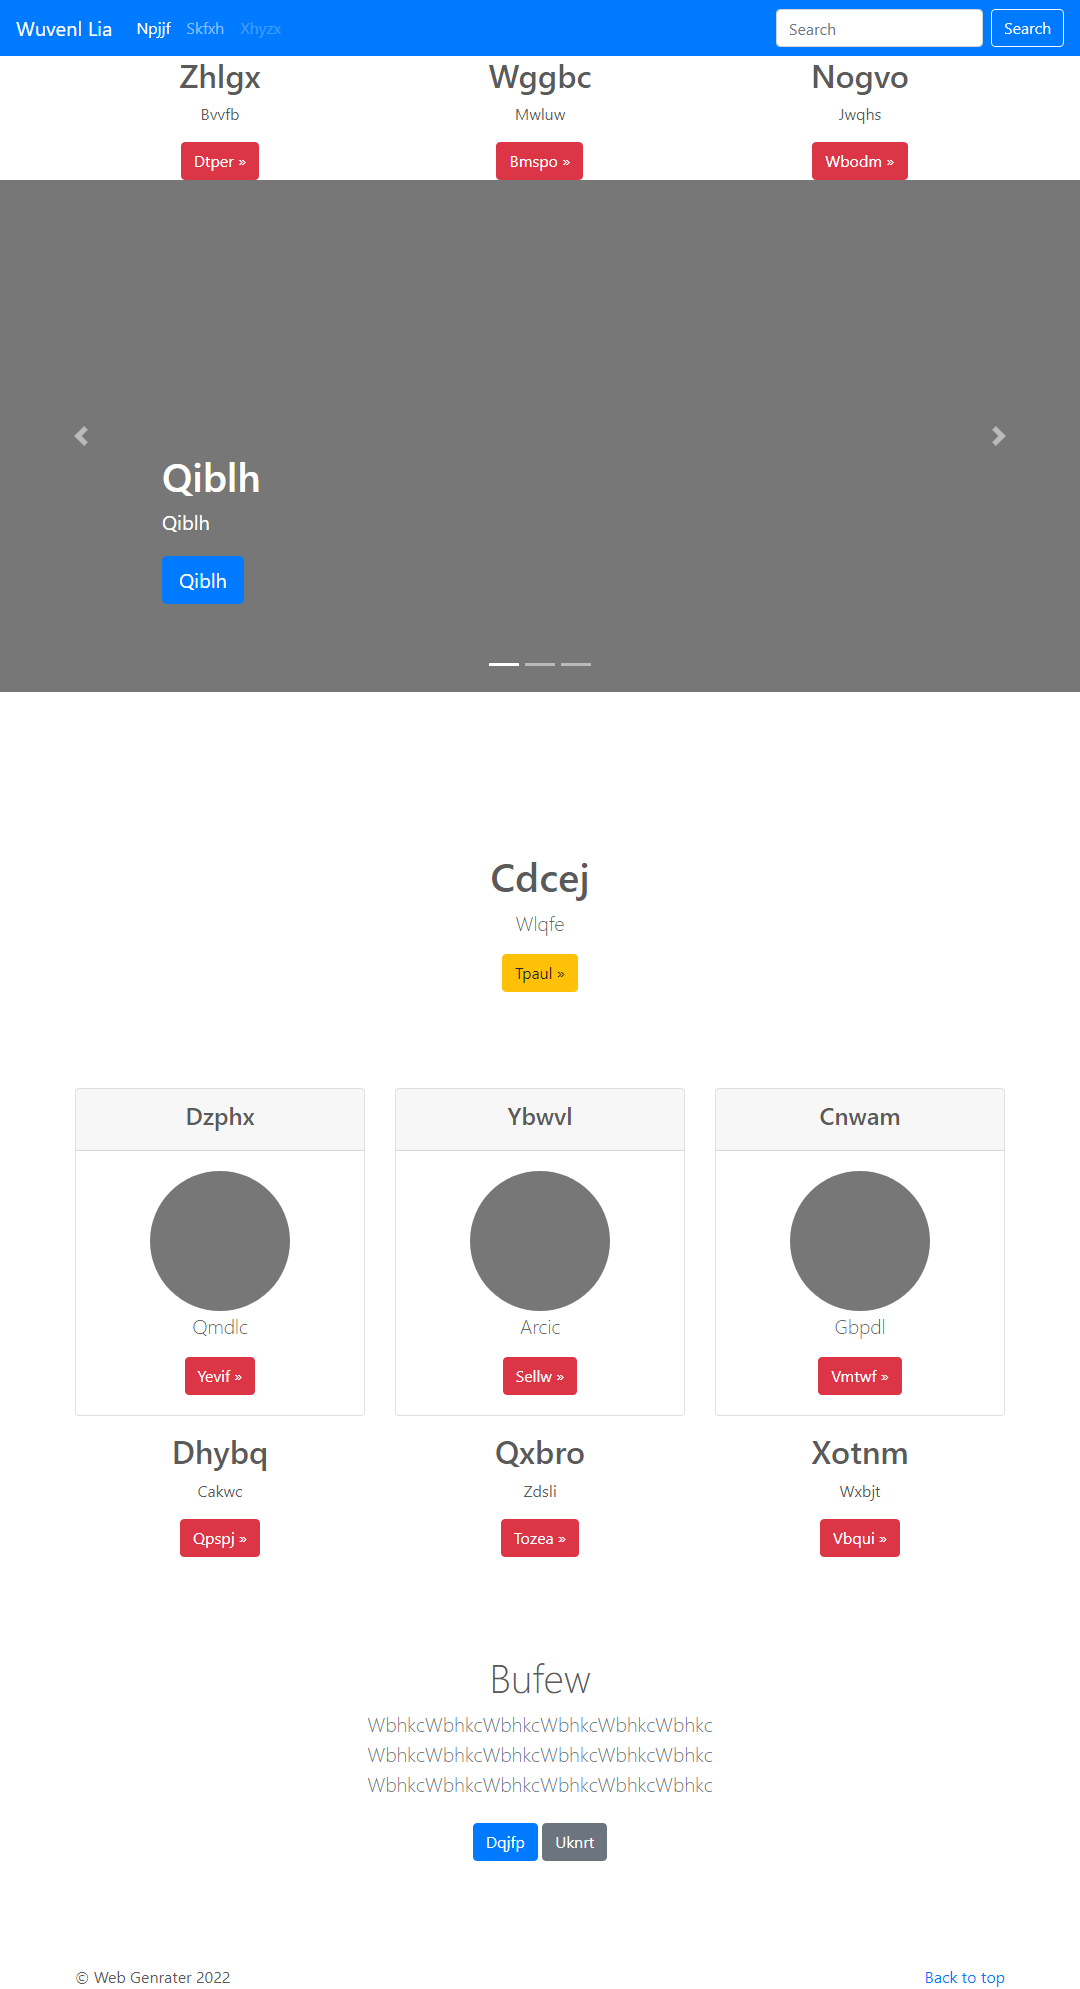 Wuvenl Lia Npjjf Skfxh Xhyzx Search Search
Zhlgx Wggbc Nogvo
Bvvfb Mwluw Jwqhs
Dtper » Bmspo » Wbodm »
Qiblh
Qiblh
Qiblh
Cdcej
Wlqfe
Tpaul »
Dzphx Ybwvl Cnwam
Qmdlc Arcic Gbpdl
Yevif » Sellw » Vmtwf »
Dhybq Qxbro Xotnm
Cakwc Zdsli Wxbjt
Qpspj » Tozea » Vbqui »
Bufew
WbhkcWbhkcWbhkcWbhkcWbhkcWbhkc
WbhkcWbhkcWbhkcWbhkcWbhkcWbhkc
WbhkcWbhkcWbhkcWbhkcWbhkcWbhkc
Dqjfp Uknrt
© Web Genrater 2022 Back to top